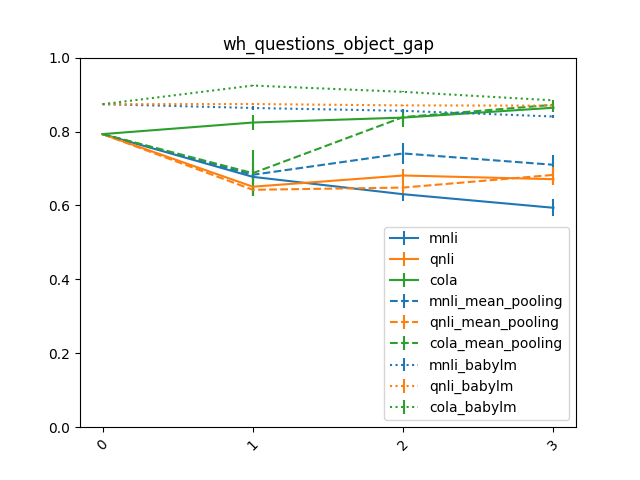 wh_questions_object_gap
1.0
0.8
0.6
0.4
0.2
0.0
mnli
qnli
cola
mnli_mean_pooling
qnli_mean_pooling
cola_mean_pooling
mnli_babylm
qnli_babylm
cola_babylm
0
1
2
3